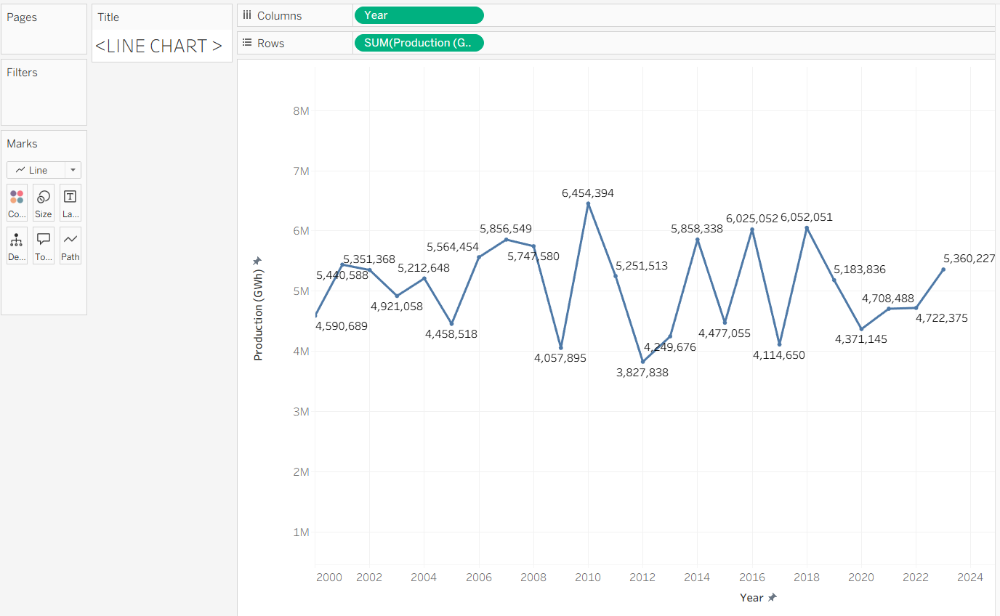 Pages
Title
Columns
Year
<LINE CHART >
Rows
SUM(Production (G..
Filters
Marks
Line
Co...
Size
La...
De...
To...
Path
8M
7M
6M
5M
4M
3M
2M
1M
Production (GWh)
4,590,689
5,440,588
5,351,368
4,921,058
5,212,648
4,458,518
5,564,454
5,856,549
5,747,580
4,057,895
6,454,394
5,251,513
3,827,838
4,249,676
5,858,338
4,477,055
6,025,052
4,114,650
6,052,051
5,183,836
4,371,145
4,708,488
4,722,375
5,360,227
2000 2002 2004 2006 2008 2010 2012 2014 2016 2018 2020 2022 2024
Year